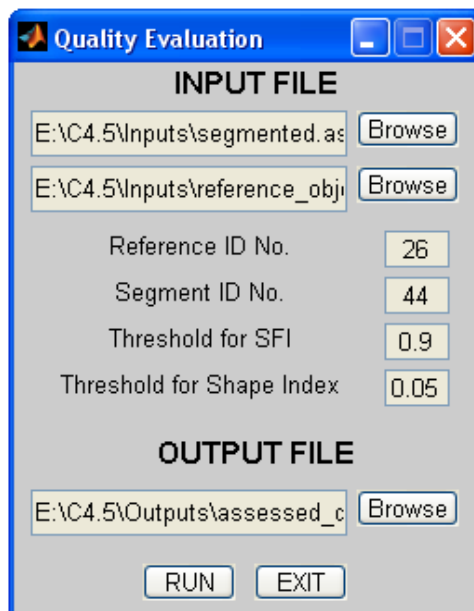 Quality Evaluation
INPUT FILE
E:\C4.5\Inputs\segmented.as Browse
E:\C4.5\Inputs\reference_obj Browse
Reference ID No. 26
Segment ID No. 44
Threshold for SFI 0.9
Threshold for Shape Index 0.05
OUTPUT FILE
E:\C4.5\Outputs\assessed_c Browse
RUN EXIT